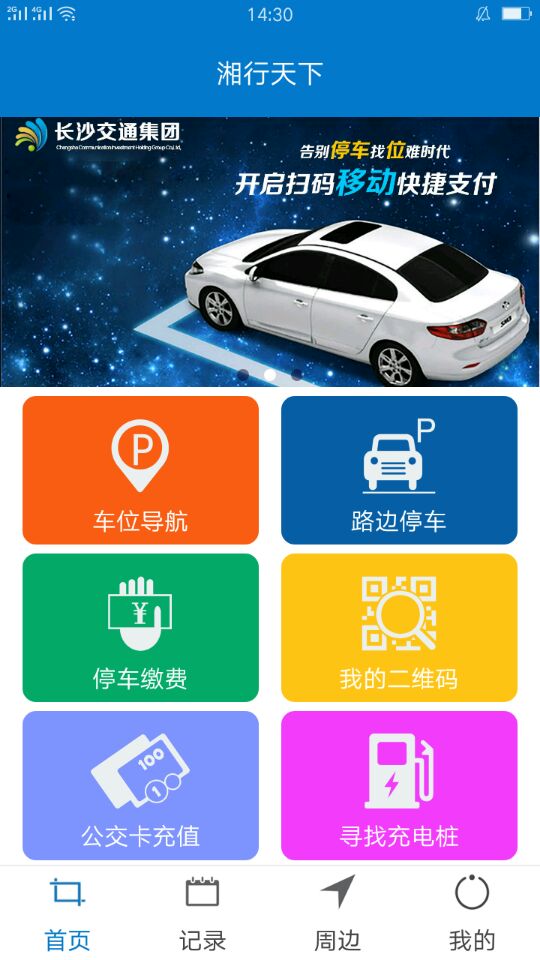 2G 4G 14:30
湘行天下
长沙交通集团
Changsha Communication Investment Holding Group Co.,Ltd.
告别停车找位难时代
开启扫码移动快捷支付
P
车位导航
P
路边停车
¥
停车缴费
我的二维码
100
1
公交卡充值
寻找充电桩
首页
记录
周边
我的